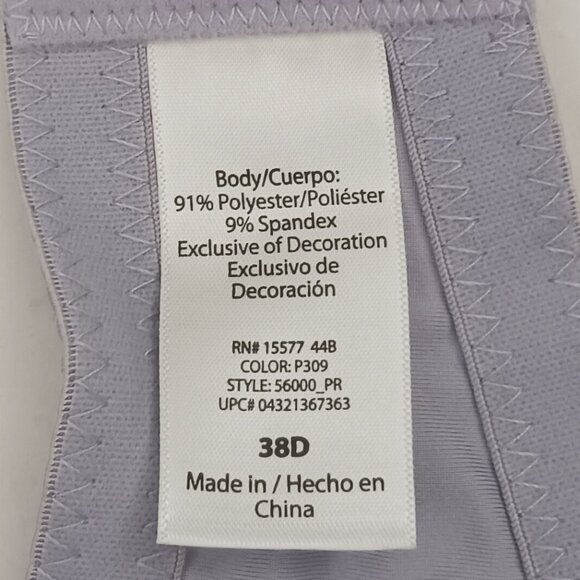 Body/Cuerpo:
91% Polyester/Poliéster
9% Spandex
Exclusive of Decoration
Exclusivo de
Decoración
RN# 15577 44B
COLOR: P309
STYLE: 56000_PR
UPC# 04321367363
38D
Made in / Hecho en
China